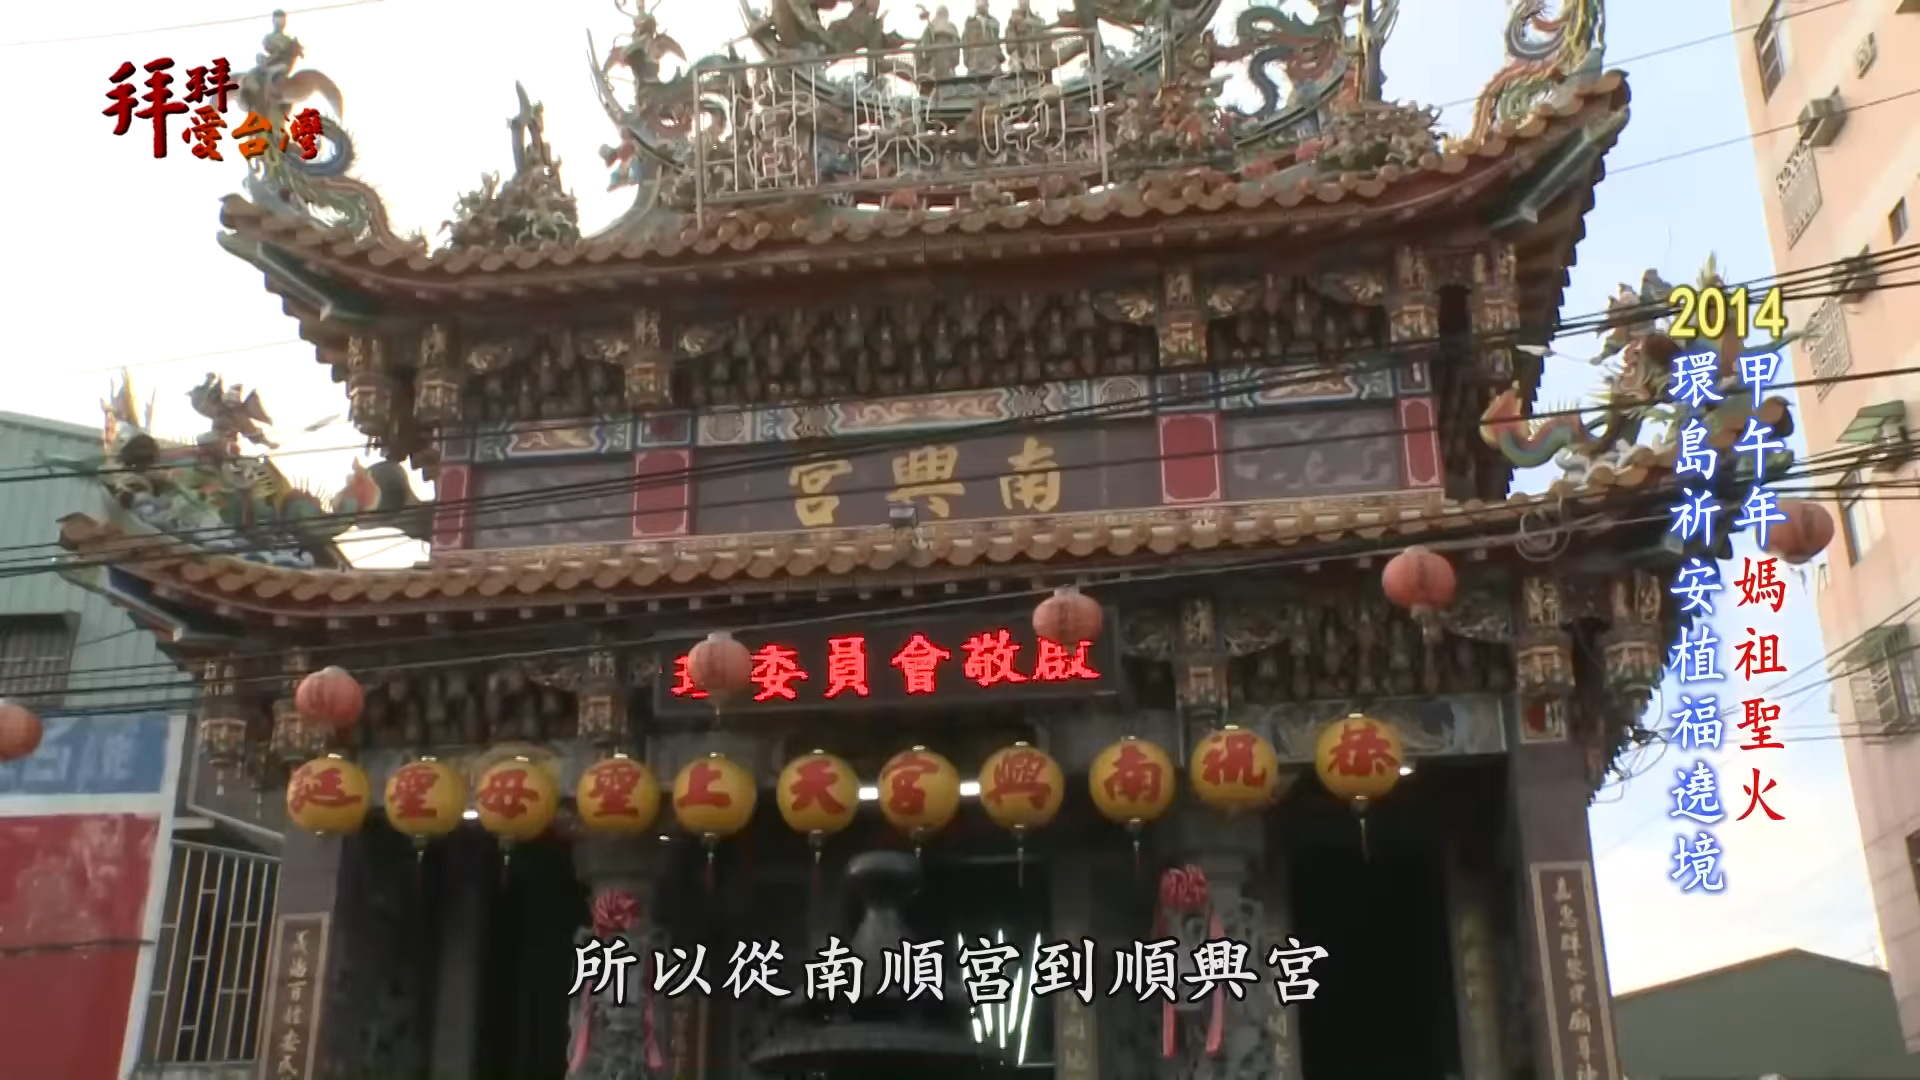 拜拜愛台灣
2014
甲午年媽祖聖火
環島祈安植福遶境
南興宮
委員會敬啟
恭祝南興宮天上聖母聖誕
所以從南順宮到順興宮